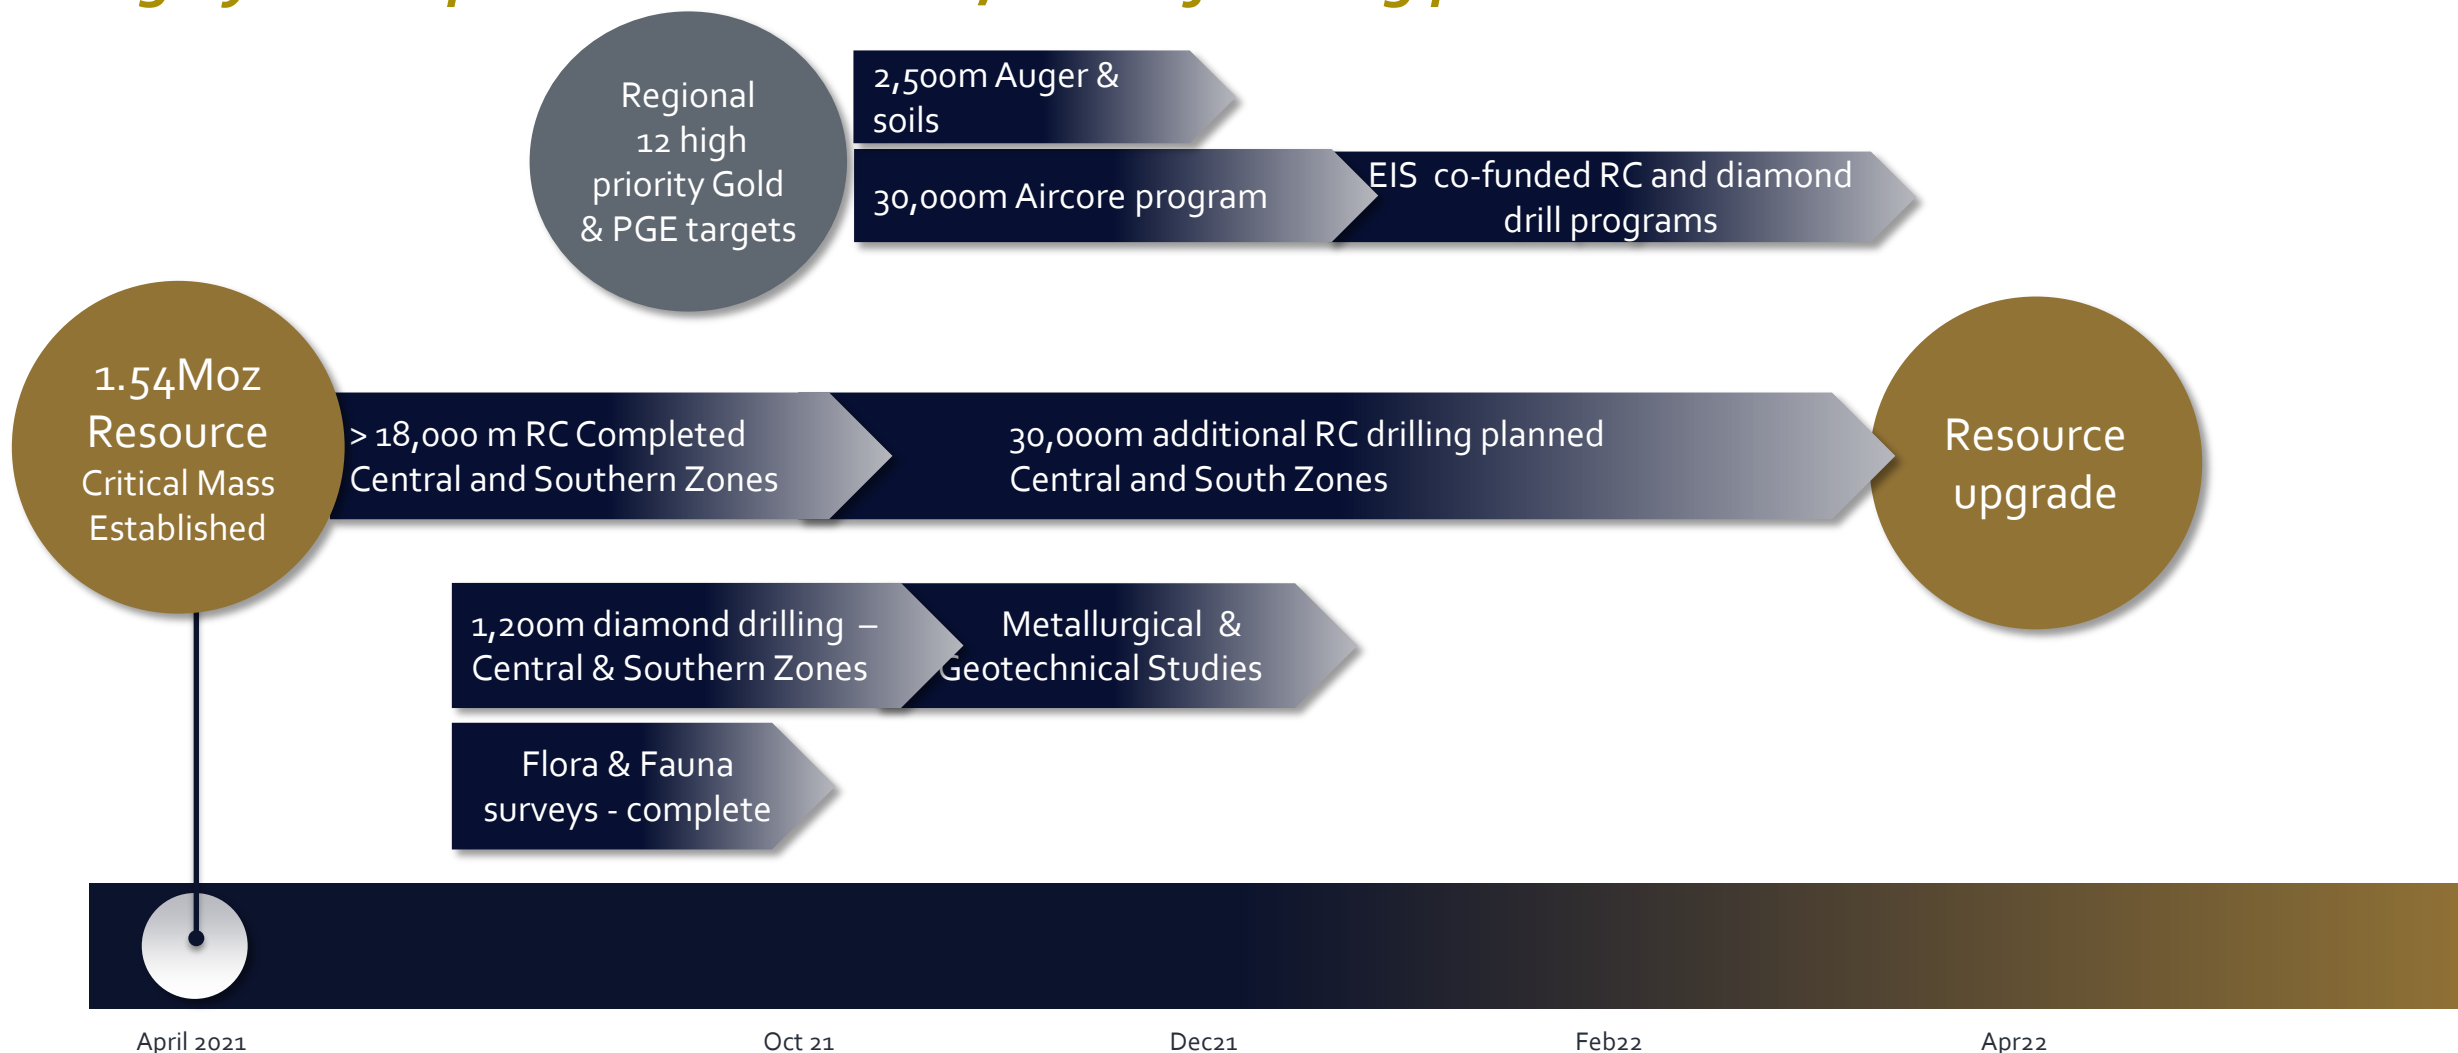 Regional
12 high
priority Gold
& PGE targets
2,500m Auger &
soils
30,000m Aircore program
EIS co-funded RC and diamond
drill programs
1.54Moz
Resource
Critical Mass
Established
> 18,000 m RC Completed
Central and Southern Zones
30,000m additional RC drilling planned
Central and South Zones
Resource
upgrade
1,200m diamond drilling –
Central & Southern Zones
Metallurgical &
Geotechnical Studies
Flora & Fauna
surveys - complete
April 2021
Oct 21
Dec21
Feb22
Apr22